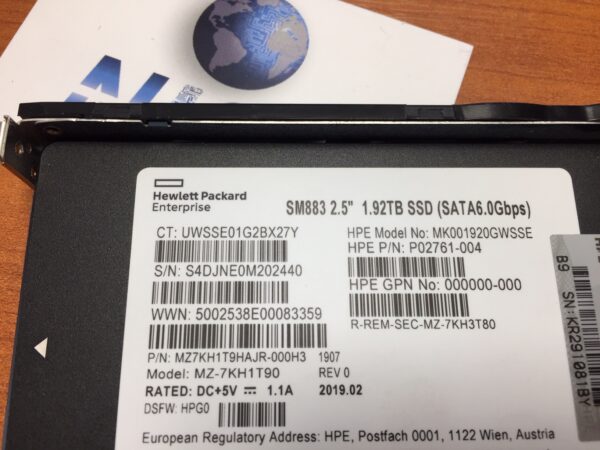 Hewlett Packard
Enterprise
SM883 2.5" 1.92TB SSD (SATA6.0Gbps)
CT: UWSSE01G2BX27Y
HPE Model No: MK001920GWSSE
HPE P/N: P02761-004
S/N: S4DJNE0M202440
HPE GPN No: 000000-000
WWN: 5002538E00083359
R-REM-SEC-MZ-7KH3T80
P/N: MZ7KH1T9HAJR-000H3 1907
Model: MZ-7KH1T90 REV 0
RATED: DC+5V ⎓ 1.1A 2019.02
DSFW: HPG0
European Regulatory Address: HPE, Postfach 0001, 1122 Wien, Austria
B9 SN:KR291081BY